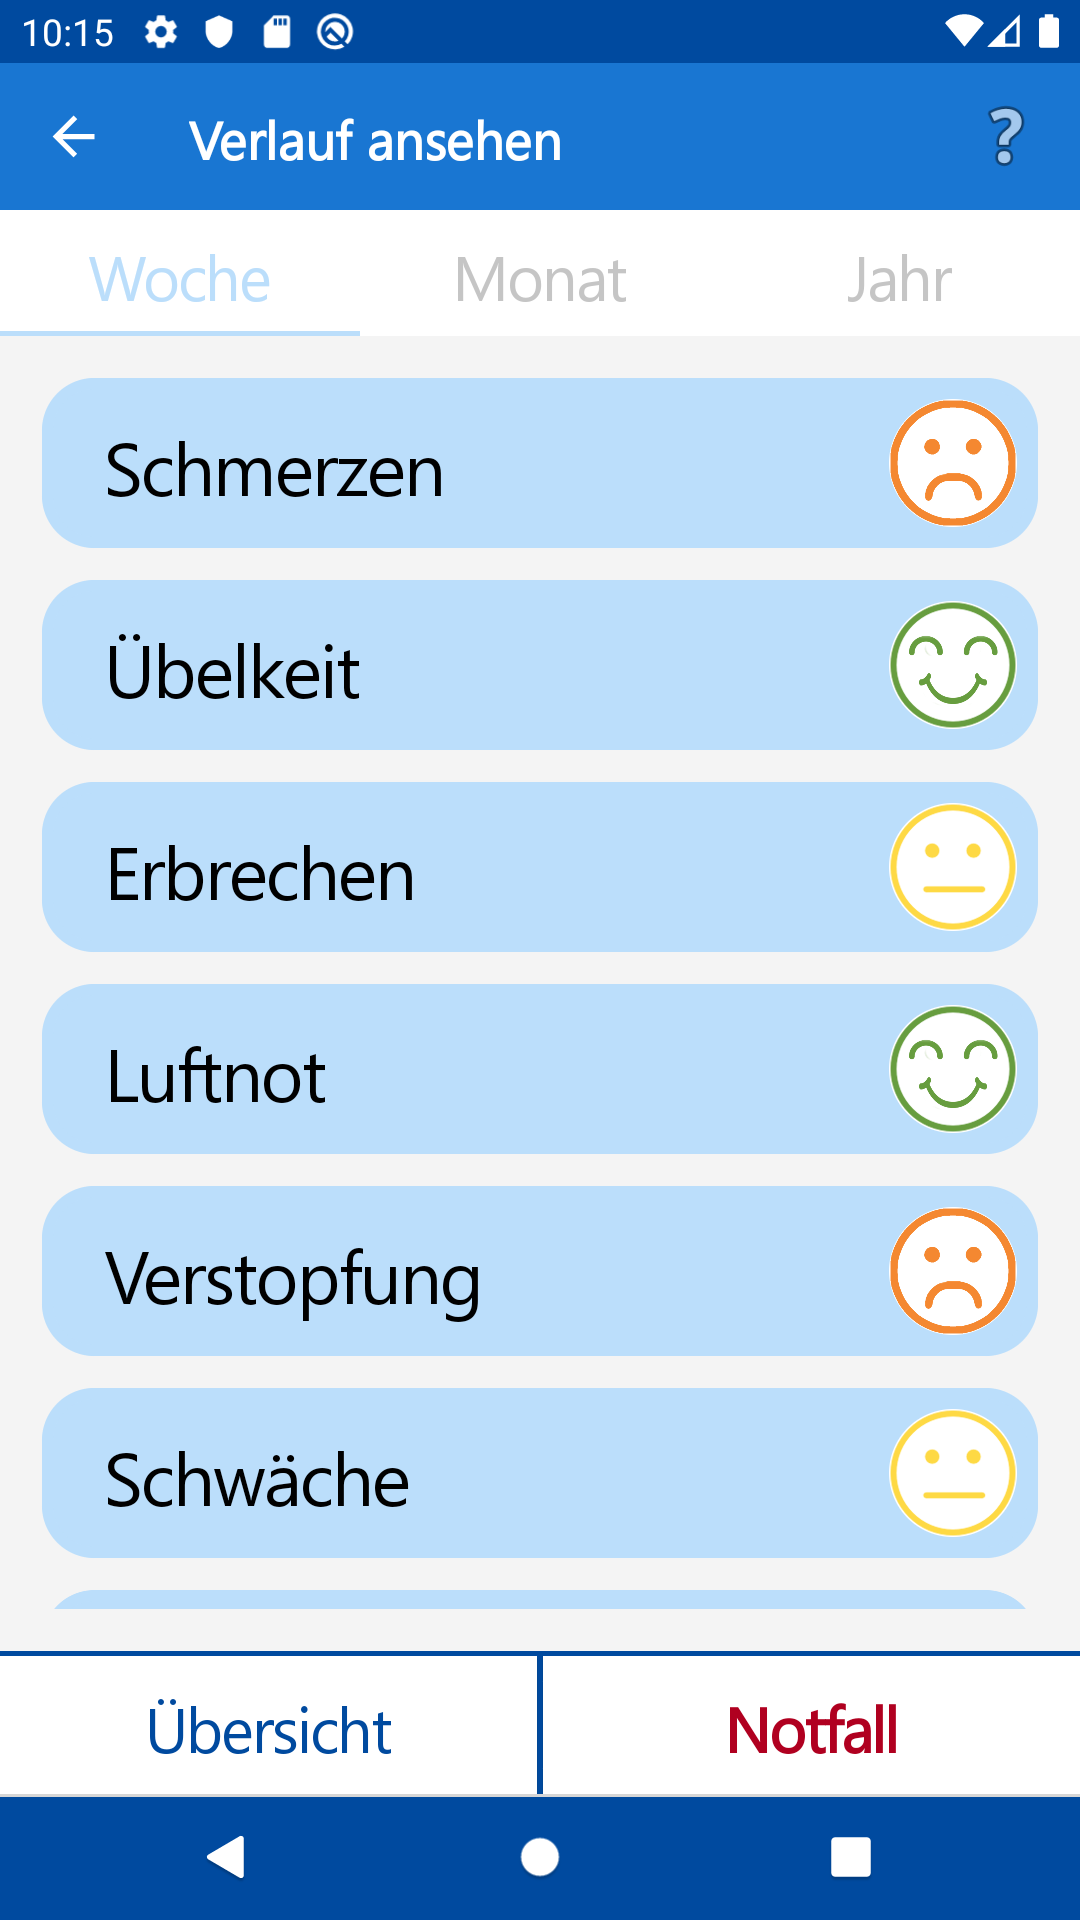 10:15
Verlauf ansehen ?
Woche Monat Jahr
Schmerzen
Übelkeit
Erbrechen
Luftnot
Verstopfung
Schwäche
Übersicht Notfall